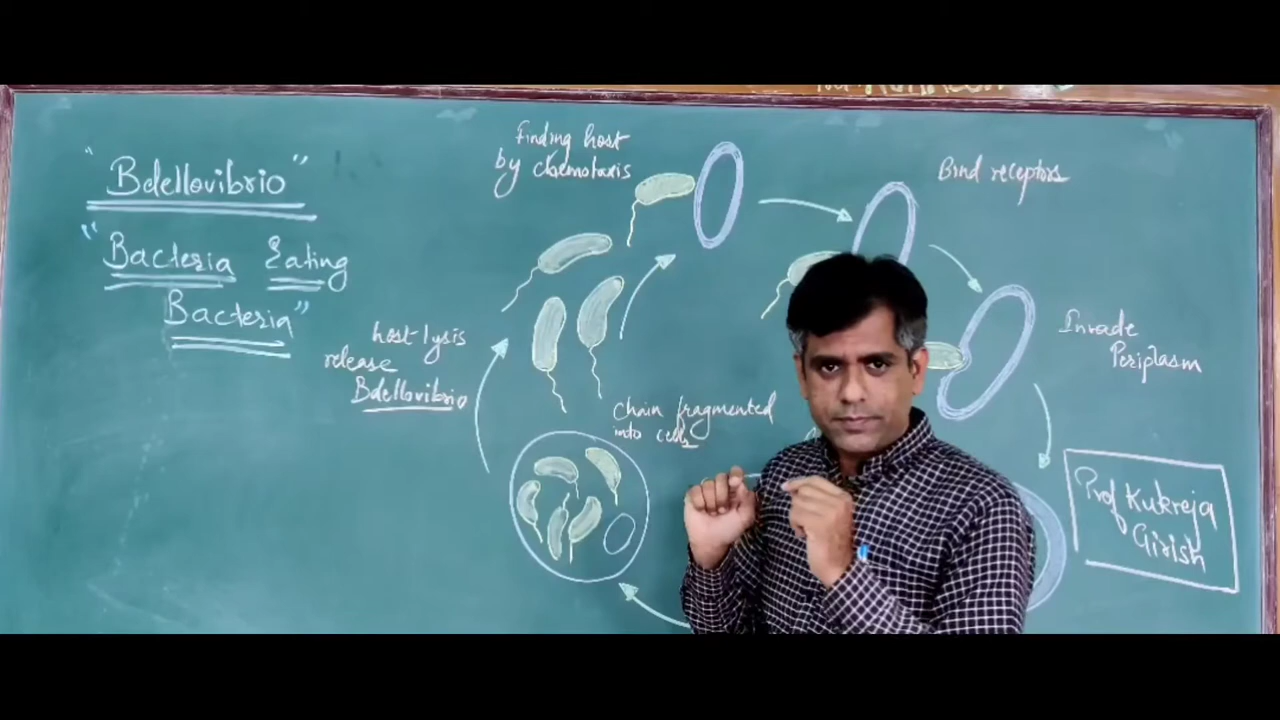 "Bdellovibrio"
"Bacteria Eating
Bacteria"
Finding host
by chemotaxis
Bind receptors
Invade
Periplasm
host lysis
release
Bdellovibrio
Chain fragmented
into cells
Prof Kukreja
Girish